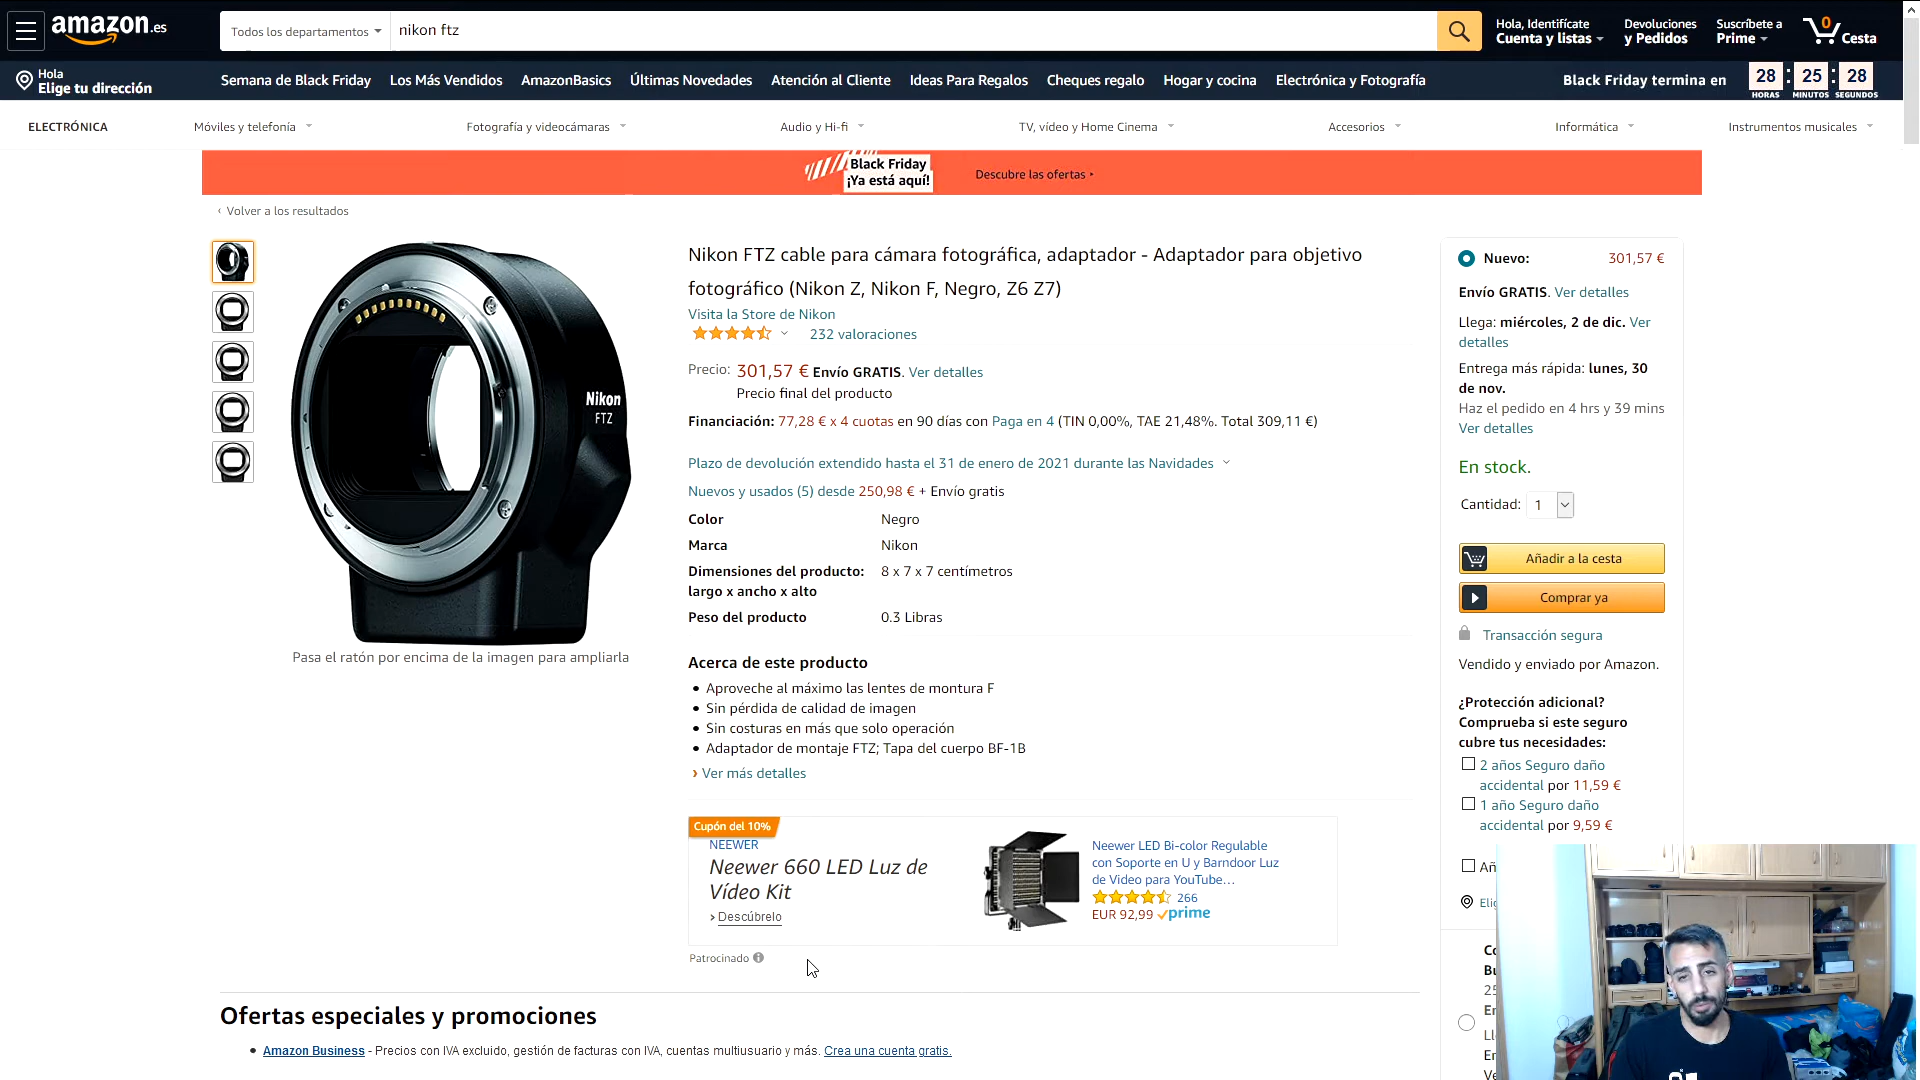 amazon.es
Todos los departamentos
nikon ftz
Hola, Identifícate
Cuenta y listas
Devoluciones
y Pedidos
Suscríbete a
Prime
0
Cesta
Hola
Elige tu dirección
Semana de Black Friday
Los Más Vendidos
AmazonBasics
Últimas Novedades
Atención al Cliente
Ideas Para Regalos
Cheques regalo
Hogar y cocina
Electrónica y Fotografía
Black Friday termina en
28 : 25 : 28
HORAS MINUTOS SEGUNDOS
ELECTRÓNICA
Móviles y telefonía
Fotografía y videocámaras
Audio y Hi-fi
TV, vídeo y Home Cinema
Accesorios
Informática
Instrumentos musicales
Black Friday
¡Ya está aquí!
Descubre las ofertas
‹ Volver a los resultados
Nikon
FTZ
Pasa el ratón por encima de la imagen para ampliarla
Nikon FTZ cable para cámara fotográfica, adaptador - Adaptador para objetivo
fotográfico (Nikon Z, Nikon F, Negro, Z6 Z7)
Visita la Store de Nikon
232 valoraciones
Precio: 301,57 € Envío GRATIS. Ver detalles
Precio final del producto
Financiación: 77,28 € x 4 cuotas en 90 días con Paga en 4 (TIN 0,00%, TAE 21,48%. Total 309,11 €)
Plazo de devolución extendido hasta el 31 de enero de 2021 durante las Navidades
Nuevos y usados (5) desde 250,98 € + Envío gratis
Color Negro
Marca Nikon
Dimensiones del producto: 8 x 7 x 7 centímetros
largo x ancho x alto
Peso del producto 0.3 Libras
Acerca de este producto
• Aproveche al máximo las lentes de montura F
• Sin pérdida de calidad de imagen
• Sin costuras en más que solo operación
• Adaptador de montaje FTZ; Tapa del cuerpo BF-1B
› Ver más detalles
Cupón del 10%
NEEWER
Neewer 660 LED Luz de
Vídeo Kit
› Descúbrelo
Neewer LED Bi-color Regulable
con Soporte en U y Barndoor Luz
de Video para YouTube…
266
EUR 92,99 prime
Patrocinado
Ofertas especiales y promociones
• Amazon Business - Precios con IVA excluido, gestión de facturas con IVA, cuentas multiusuario y más. Crea una cuenta gratis.
Nuevo: 301,57 €
Envío GRATIS. Ver detalles
Llega: miércoles, 2 de dic. Ver
detalles
Entrega más rápida: lunes, 30
de nov.
Haz el pedido en 4 hrs y 39 mins
Ver detalles
En stock.
Cantidad: 1
Añadir a la cesta
Comprar ya
Transacción segura
Vendido y enviado por Amazon.
¿Protección adicional?
Comprueba si este seguro
cubre tus necesidades:
2 años Seguro daño
accidental por 11,59 €
1 año Seguro daño
accidental por 9,59 €